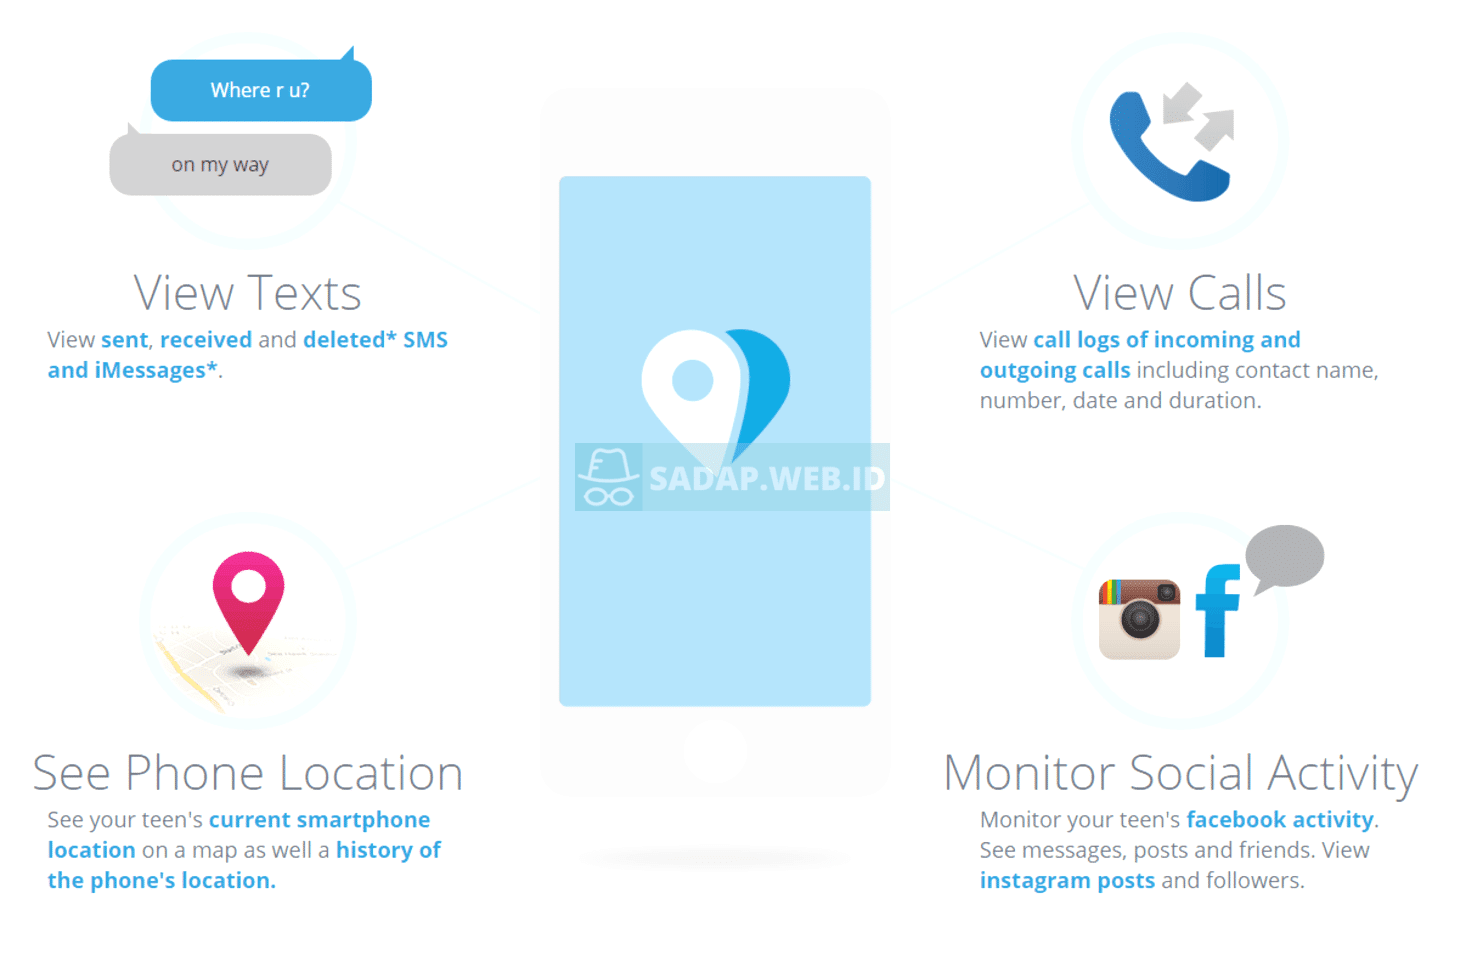 Where r u?
on my way
View Texts
View sent, received and deleted* SMS
and iMessages*.
View Calls
View call logs of incoming and
outgoing calls including contact name,
number, date and duration.
SADAP.WEB.ID
See Phone Location
See your teen's current smartphone
location on a map as well a history of
the phone's location.
Monitor Social Activity
Monitor your teen's facebook activity.
See messages, posts and friends. View
instagram posts and followers.